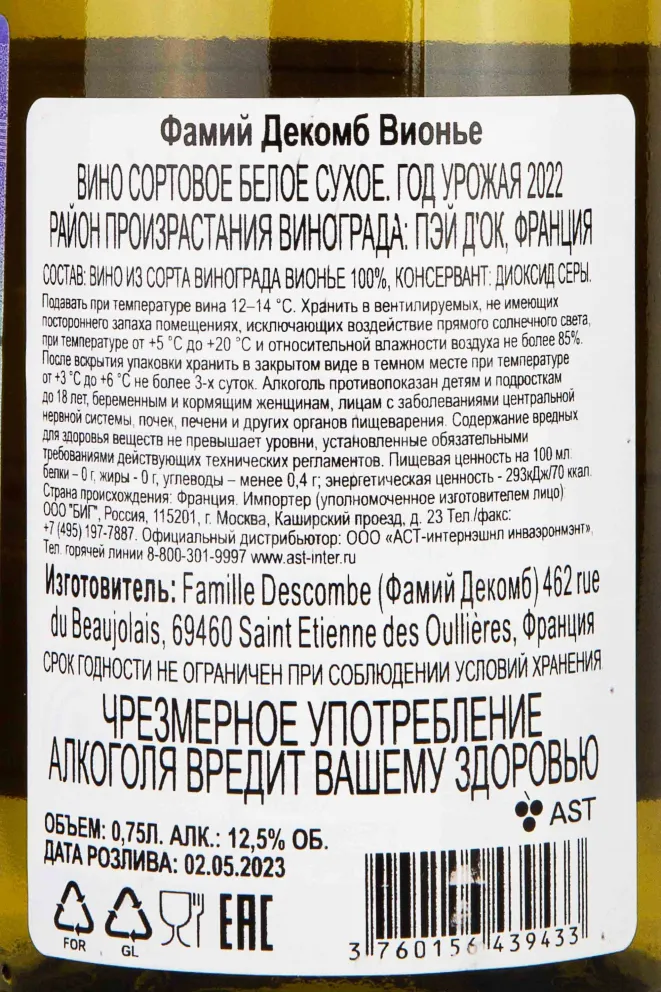 Фамий Декомб Вионье
ВИНО СОРТОВОЕ БЕЛОЕ СУХОЕ. ГОД УРОЖАЯ 2022
РАЙОН ПРОИЗРАСТАНИЯ ВИНОГРАДА: ПЭЙ Д'ОК, ФРАНЦИЯ
СОСТАВ: ВИНО ИЗ СОРТА ВИНОГРАДА ВИОНЬЕ 100%, КОНСЕРВАНТ: ДИОКСИД СЕРЫ.
Подавать при температуре вина 12–14 °С. Хранить в вентилируемых, не имеющих
постороннего запаха помещениях, исключающих воздействие прямого солнечного света,
при температуре от +5 °С до +20 °С и относительной влажности воздуха не более 85%.
После вскрытия упаковки хранить в закрытом виде в темном месте при температуре
от +3 °С до +6 °С не более 3-х суток. Алкоголь противопоказан детям и подросткам
до 18 лет, беременным и кормящим женщинам, лицам с заболеваниями центральной
нервной системы, почек, печени и других органов пищеварения. Содержание вредных
для здоровья веществ не превышает уровни, установленные обязательными
требованиями действующих технических регламентов. Пищевая ценность на 100 мл:
белки – 0 г, жиры - 0 г, углеводы – менее 0,4 г; энергетическая ценность - 293кДж/70 ккал.
Страна происхождения: Франция. Импортер (уполномоченное изготовителем лицо)
ООО "БИГ", Россия, 115201, г. Москва, Каширский проезд, д. 23 Тел./факс:
+7 (495) 197-7887. Официальный дистрибьютор: ООО «АСТ-интернэшнл инваэронмэнт»,
Тел. горячей линии 8-800-301-9997 www.ast-inter.ru
Изготовитель: Famille Descombe (Фамий Декомб) 462 rue
du Beaujolais, 69460 Saint Etienne des Oullières, Франция
СРОК ГОДНОСТИ НЕ ОГРАНИЧЕН ПРИ СОБЛЮДЕНИИ УСЛОВИЙ ХРАНЕНИЯ
ЧРЕЗМЕРНОЕ УПОТРЕБЛЕНИЕ
АЛКОГОЛЯ ВРЕДИТ ВАШЕМУ ЗДОРОВЬЮ
AST
ОБЪЕМ: 0,75Л. АЛК.: 12,5% ОБ.
ДАТА РОЗЛИВА: 02.05.2023
FOR
GL
EAC
3 760156 439433